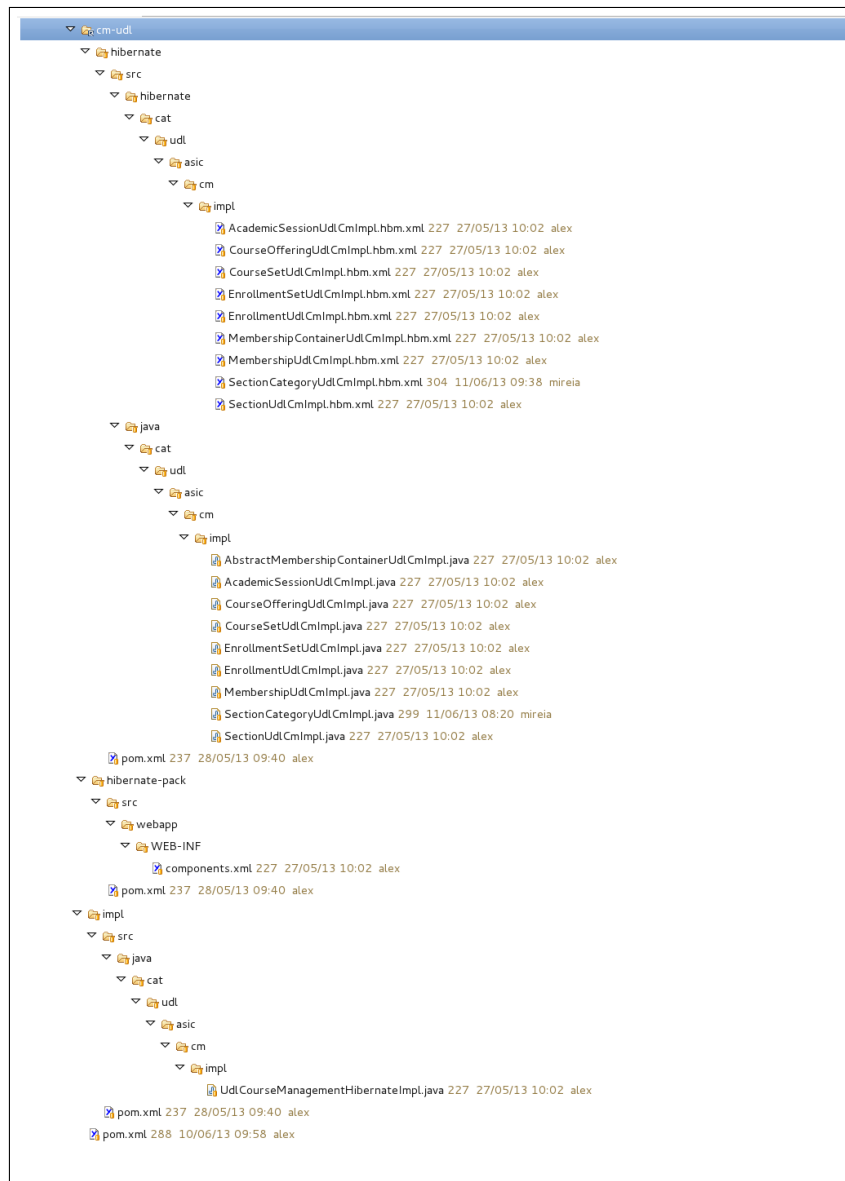 cm-udl
hibernate
src
hibernate
cat
udl
asic
cm
impl
AcademicSessionUdlCmImpl.hbm.xml 227 27/05/13 10:02 alex
CourseOfferingUdlCmImpl.hbm.xml 227 27/05/13 10:02 alex
CourseSetUdlCmImpl.hbm.xml 227 27/05/13 10:02 alex
EnrollmentSetUdlCmImpl.hbm.xml 227 27/05/13 10:02 alex
EnrollmentUdlCmImpl.hbm.xml 227 27/05/13 10:02 alex
MembershipContainerUdlCmImpl.hbm.xml 227 27/05/13 10:02 alex
MembershipUdlCmImpl.hbm.xml 227 27/05/13 10:02 alex
SectionCategoryUdlCmImpl.hbm.xml 304 11/06/13 09:38 mireia
SectionUdlCmImpl.hbm.xml 227 27/05/13 10:02 alex
java
cat
udl
asic
cm
impl
AbstractMembershipContainerUdlCmImpl.java 227 27/05/13 10:02 alex
AcademicSessionUdlCmImpl.java 227 27/05/13 10:02 alex
CourseOfferingUdlCmImpl.java 227 27/05/13 10:02 alex
CourseSetUdlCmImpl.java 227 27/05/13 10:02 alex
EnrollmentSetUdlCmImpl.java 227 27/05/13 10:02 alex
EnrollmentUdlCmImpl.java 227 27/05/13 10:02 alex
MembershipUdlCmImpl.java 227 27/05/13 10:02 alex
SectionCategoryUdlCmImpl.java 299 11/06/13 08:20 mireia
SectionUdlCmImpl.java 227 27/05/13 10:02 alex
pom.xml 237 28/05/13 09:40 alex
hibernate-pack
src
webapp
WEB-INF
components.xml 227 27/05/13 10:02 alex
pom.xml 237 28/05/13 09:40 alex
impl
src
java
cat
udl
asic
cm
impl
UdlCourseManagementHibernateImpl.java 227 27/05/13 10:02 alex
pom.xml 237 28/05/13 09:40 alex
pom.xml 288 10/06/13 09:58 alex